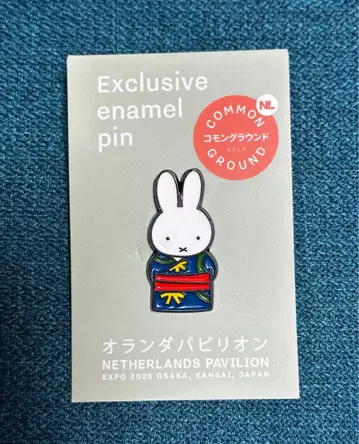 Exclusive
enamel
pin
NL
COMMON
コモングラウンド
GROUND
オランダパビリオン
NETHERLANDS PAVILION
EXPO 2025 OSAKA, KANSAI, JAPAN